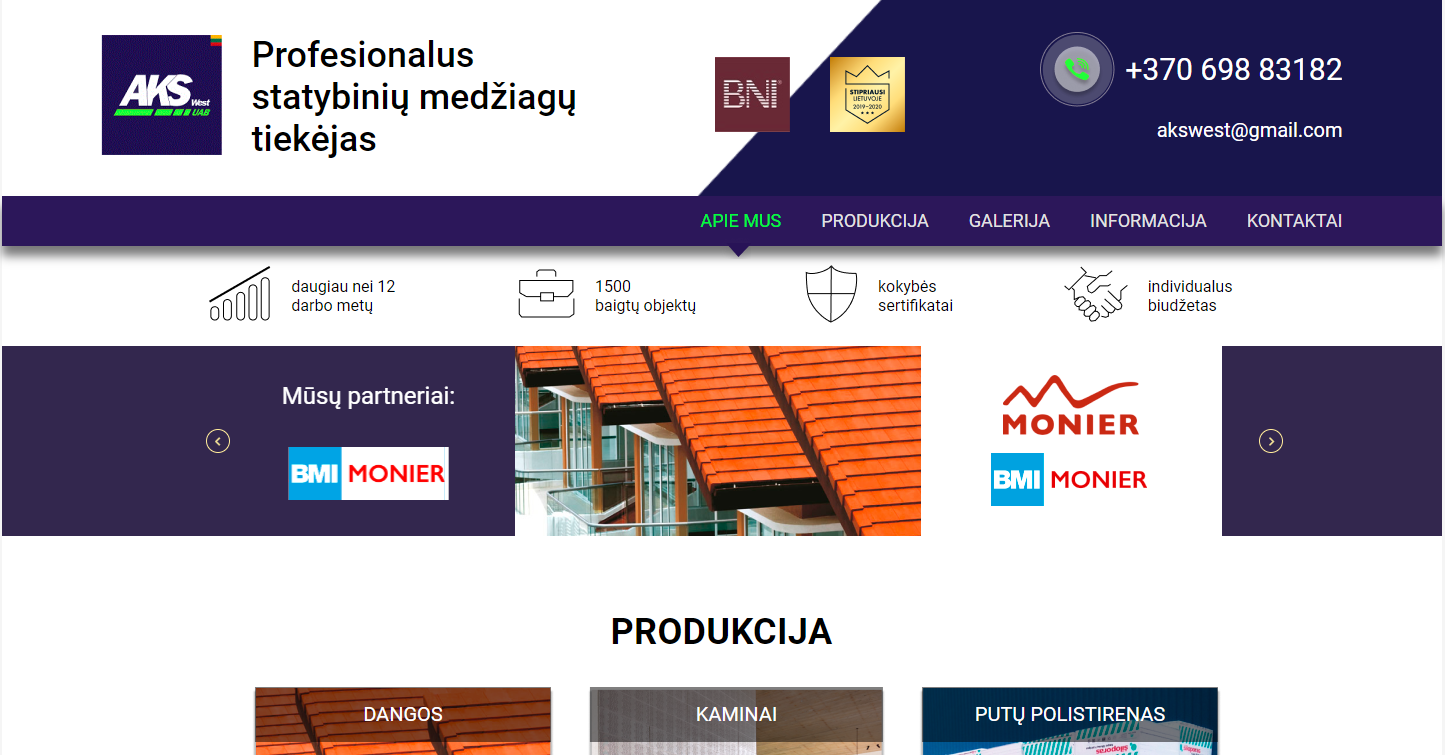 AKS
West
UAB
Profesionalus
statybinių medžiagų
tiekėjas
BNI
STIPRIAUSI
LIETUVOJE
2019-2020
+370 698 83182
akswest@gmail.com
APIE MUS
PRODUKCIJA
GALERIJA
INFORMACIJA
KONTAKTAI
daugiau nei 12
darbo metų
1500
baigtų objektų
kokybės
sertifikatai
individualus
biudžetas
Mūsų partneriai:
BMI MONIER
MONIER
BMI MONIER
PRODUKCIJA
DANGOS
KAMINAI
PUTŲ POLISTIRENAS
šiloporas